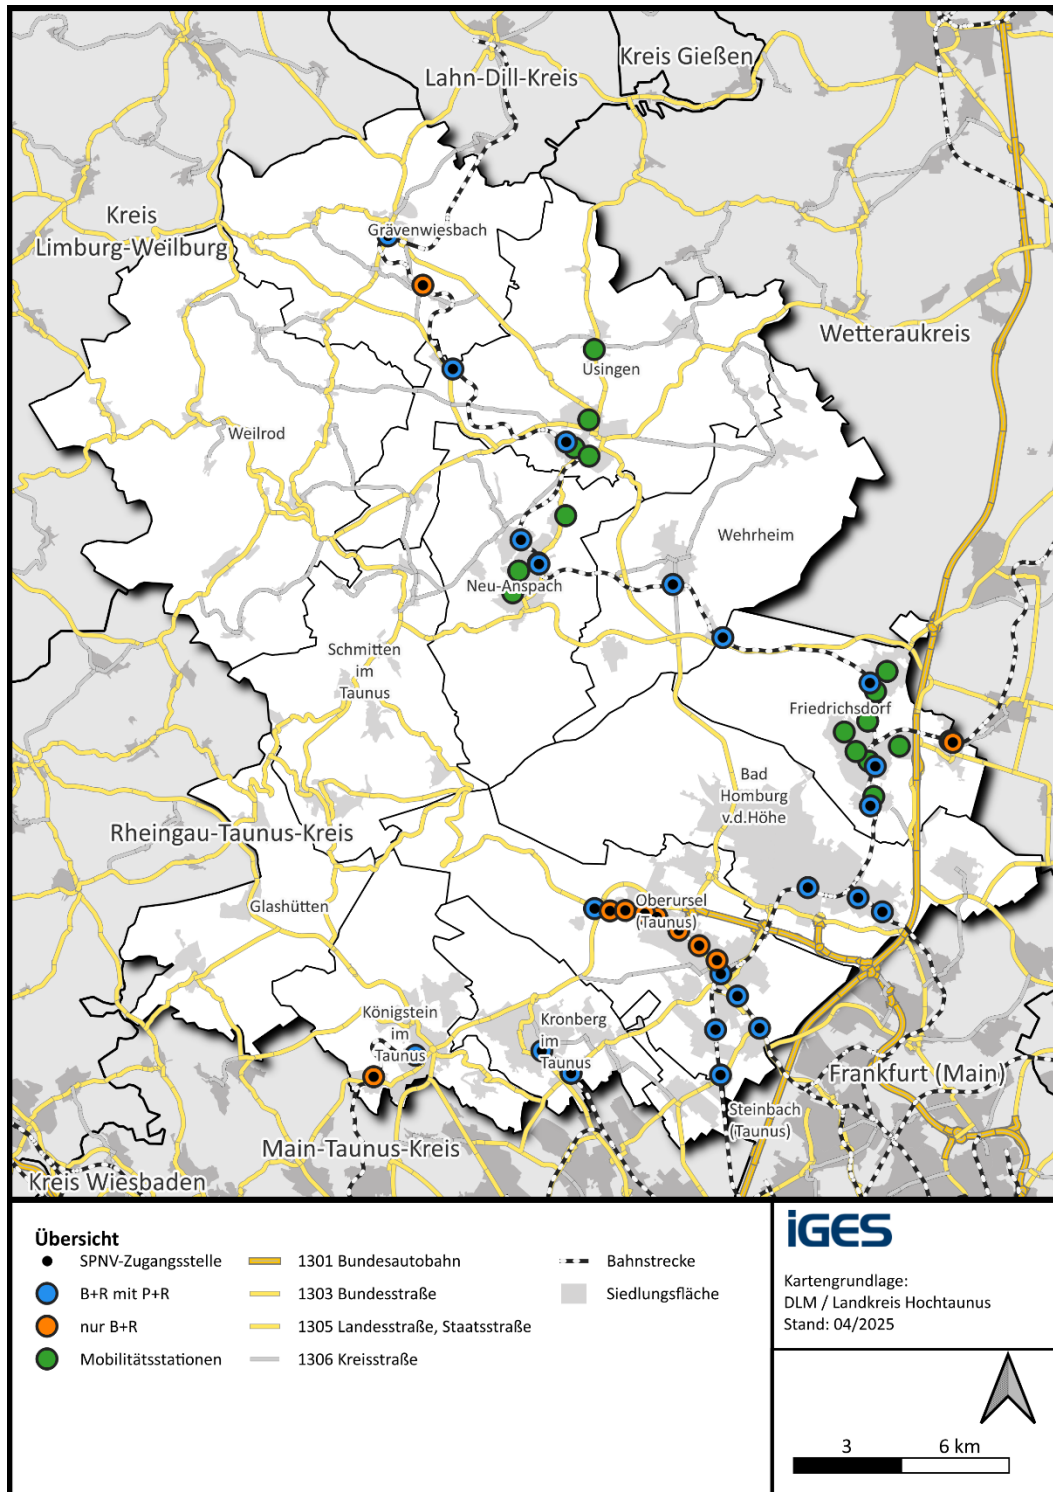 Kreis Gießen
Lahn-Dill-Kreis
Kreis
Limburg-Weilburg
Grävenwiesbach
Wetteraukreis
Usingen
Weilrod
Wehrheim
Neu-Anspach
Schmitten
im
Taunus
Friedrichsdorf
Bad
Homburg
v.d.Höhe
Rheingau-Taunus-Kreis
Glashütten
Oberursel
(Taunus)
Königstein
im
Taunus
Kronberg
im
Taunus
Frankfurt (Main)
Steinbach
(Taunus)
Main-Taunus-Kreis
Kreis Wiesbaden
Übersicht
SPNV-Zugangsstelle
B+R mit P+R
nur B+R
Mobilitätsstationen
1301 Bundesautobahn
1303 Bundesstraße
1305 Landesstraße, Staatsstraße
1306 Kreisstraße
Bahnstrecke
Siedlungsfläche
iGES
Kartengrundlage:
DLM / Landkreis Hochtaunus
Stand: 04/2025
3 6 km